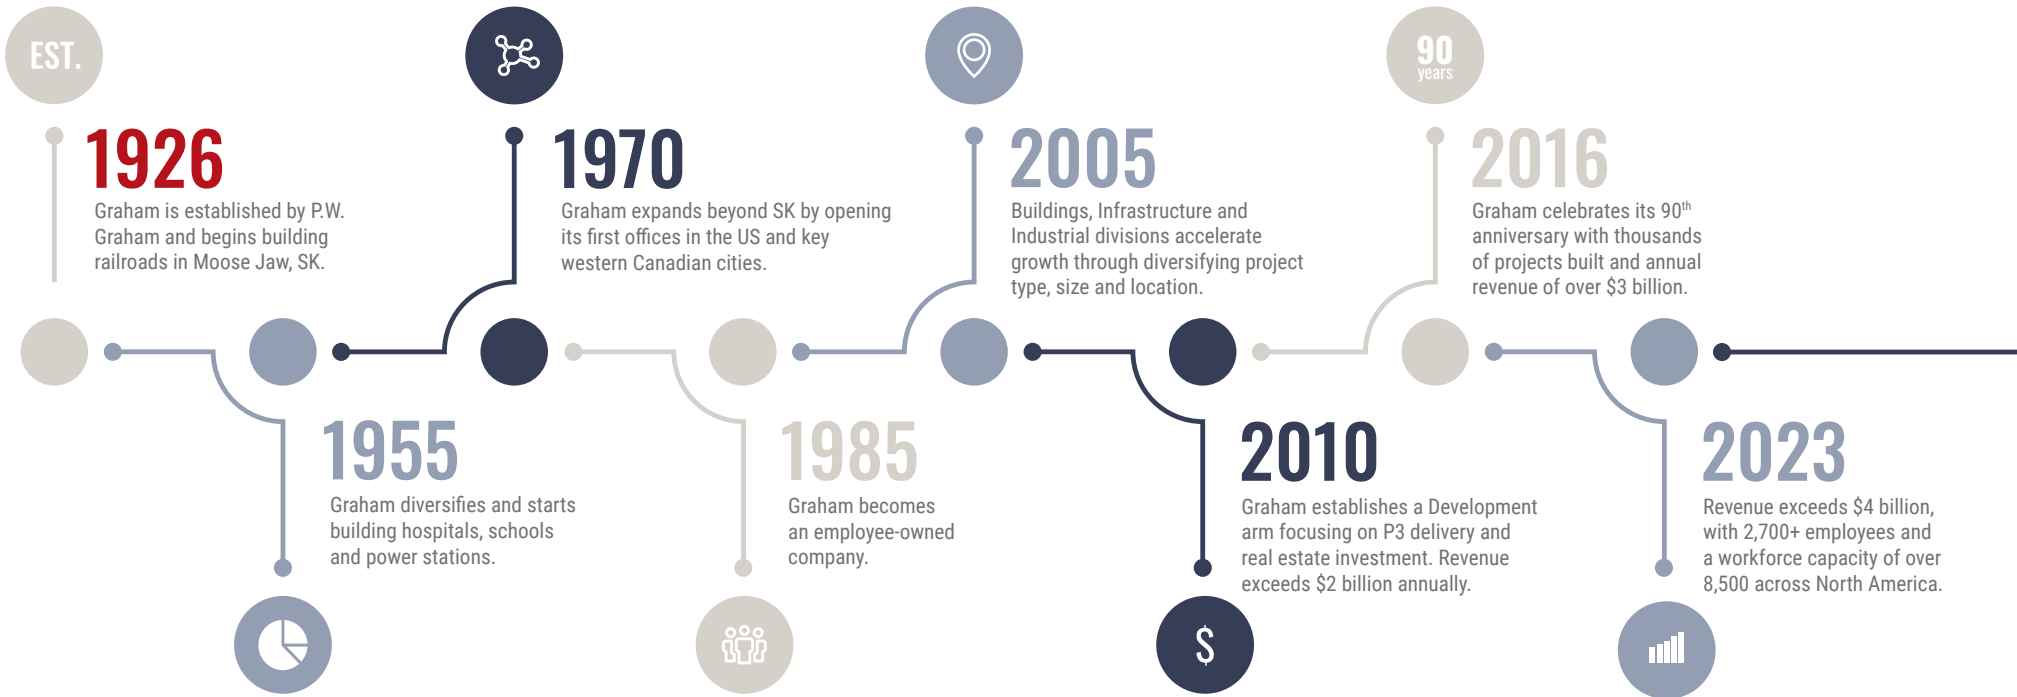 EST.
1926
Graham is established by P.W.
Graham and begins building
railroads in Moose Jaw, SK.
1955
Graham diversifies and starts
building hospitals, schools
and power stations.
1970
Graham expands beyond SK by opening
its first offices in the US and key
western Canadian cities.
1985
Graham becomes
an employee-owned
company.
2005
Buildings, Infrastructure and
Industrial divisions accelerate
growth through diversifying project
type, size and location.
2010
Graham establishes a Development
arm focusing on P3 delivery and
real estate investment. Revenue
exceeds $2 billion annually.
$
90
years
2016
Graham celebrates its 90th
anniversary with thousands
of projects built and annual
revenue of over $3 billion.
2023
Revenue exceeds $4 billion,
with 2,700+ employees and
a workforce capacity of over
8,500 across North America.